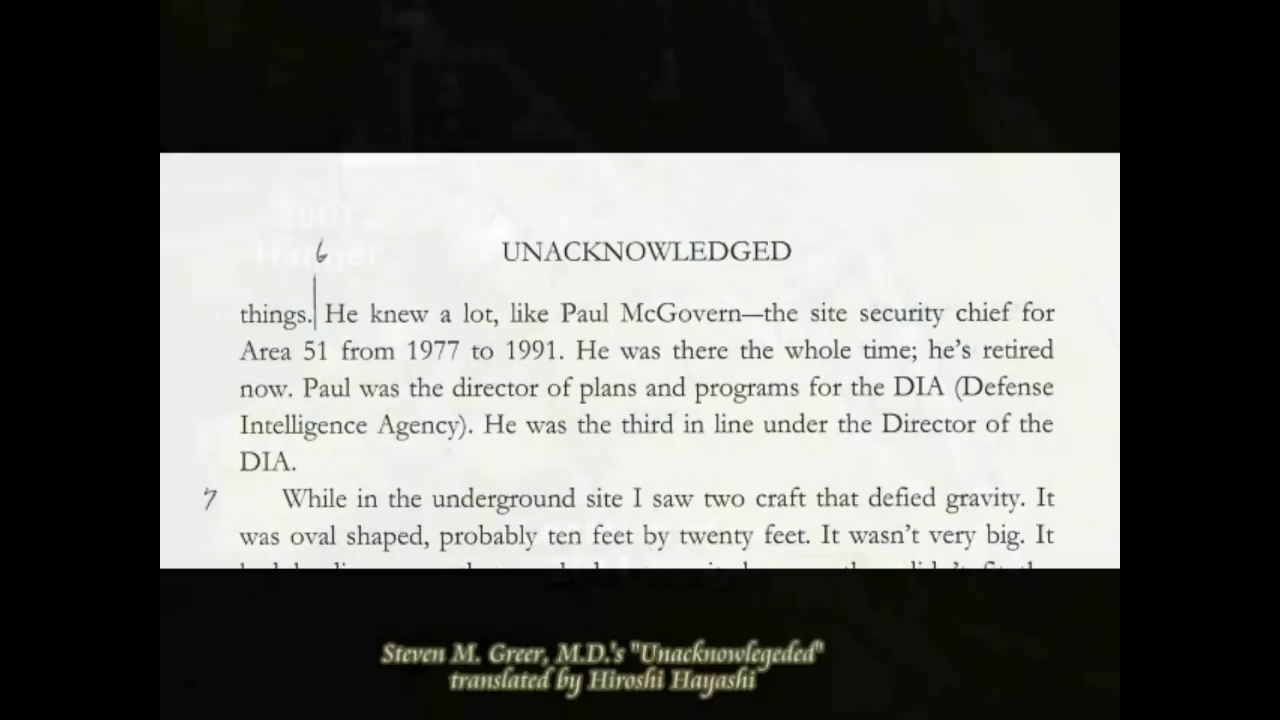 2007
Hanger
6
UNACKNOWLEDGED
things. He knew a lot, like Paul McGovern—the site security chief for
Area 51 from 1977 to 1991. He was there the whole time; he's retired
now. Paul was the director of plans and programs for the DIA (Defense
Intelligence Agency). He was the third in line under the Director of the
DIA.
7 While in the underground site I saw two craft that defied gravity. It
was oval shaped, probably ten feet by twenty feet. It wasn't very big. It
Steven M. Greer, M.D.'s "Unacknowlegeded"
translated by Hiroshi Hayashi